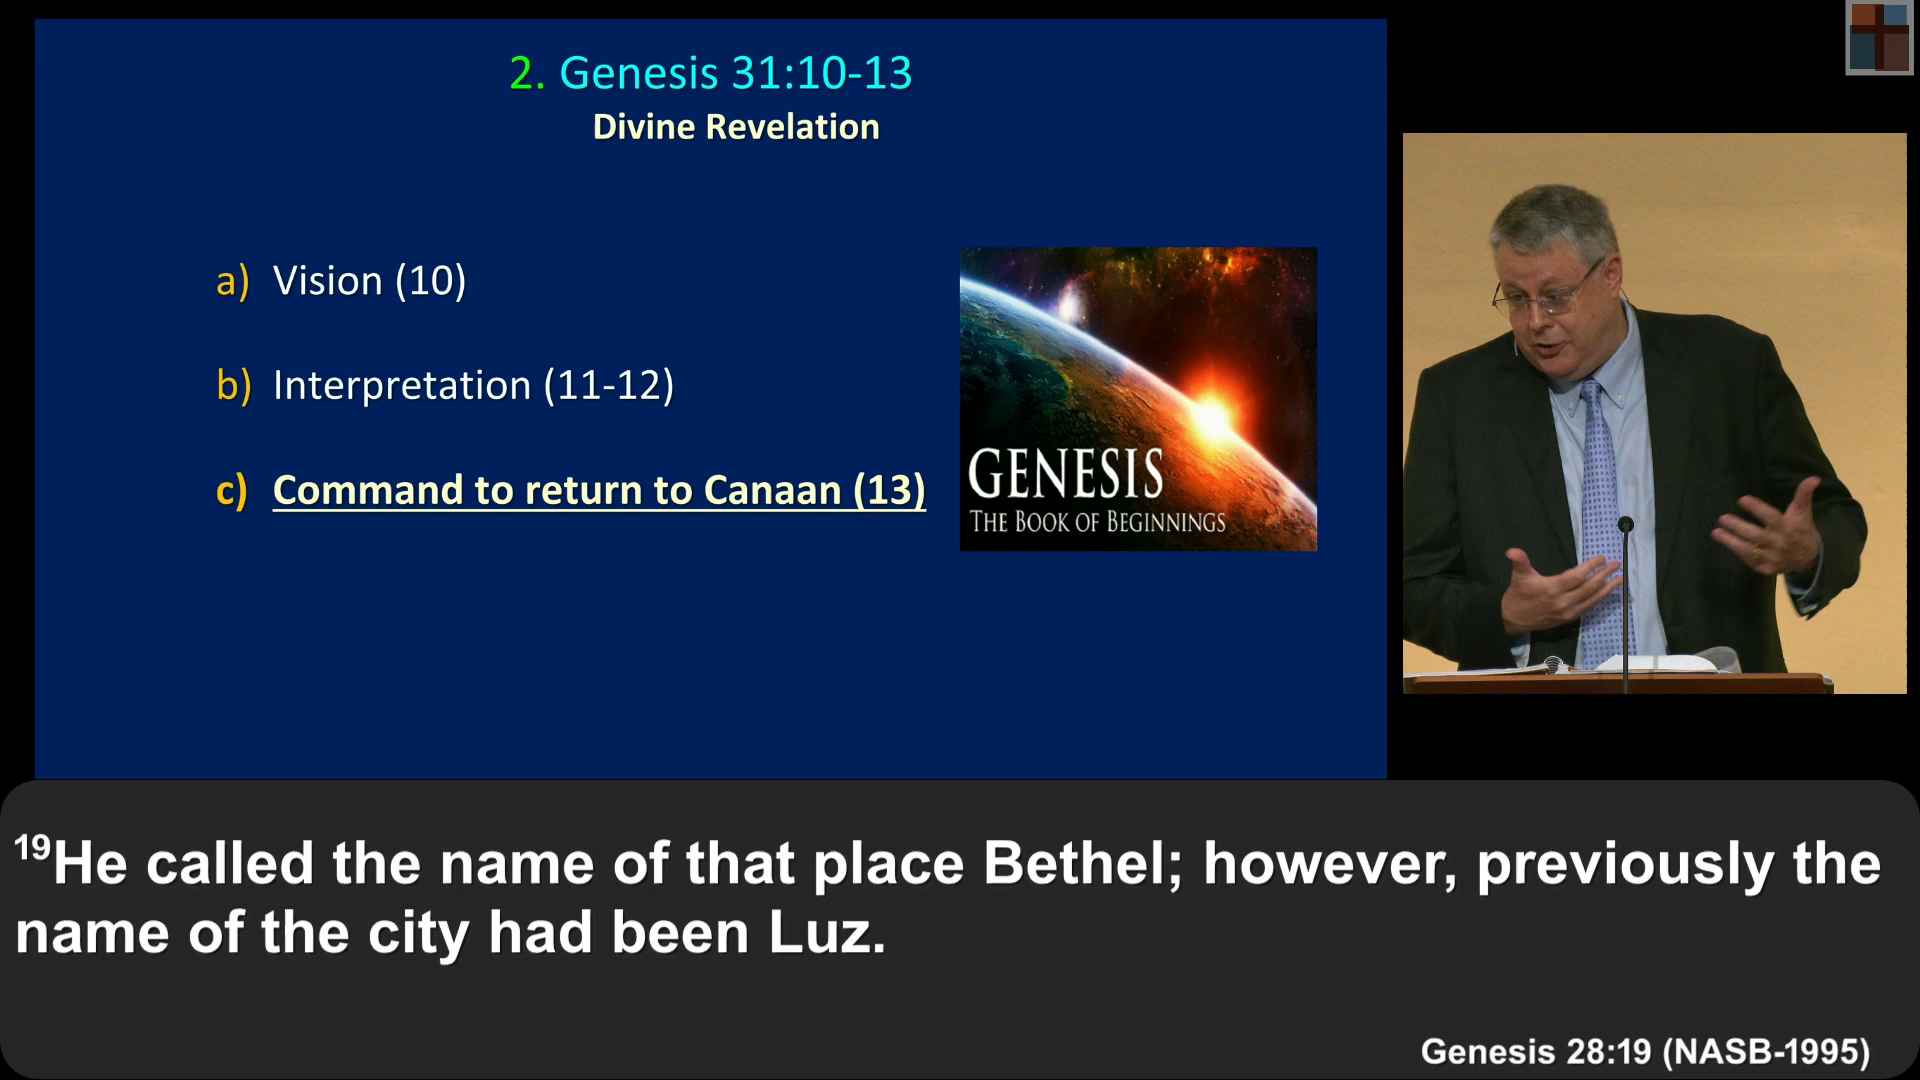 2. Genesis 31:10-13
Divine Revelation
a) Vision (10)
b) Interpretation (11-12)
c) Command to return to Canaan (13)
GENESIS
THE BOOK OF BEGINNINGS
19He called the name of that place Bethel; however, previously the
name of the city had been Luz.
Genesis 28:19 (NASB-1995)